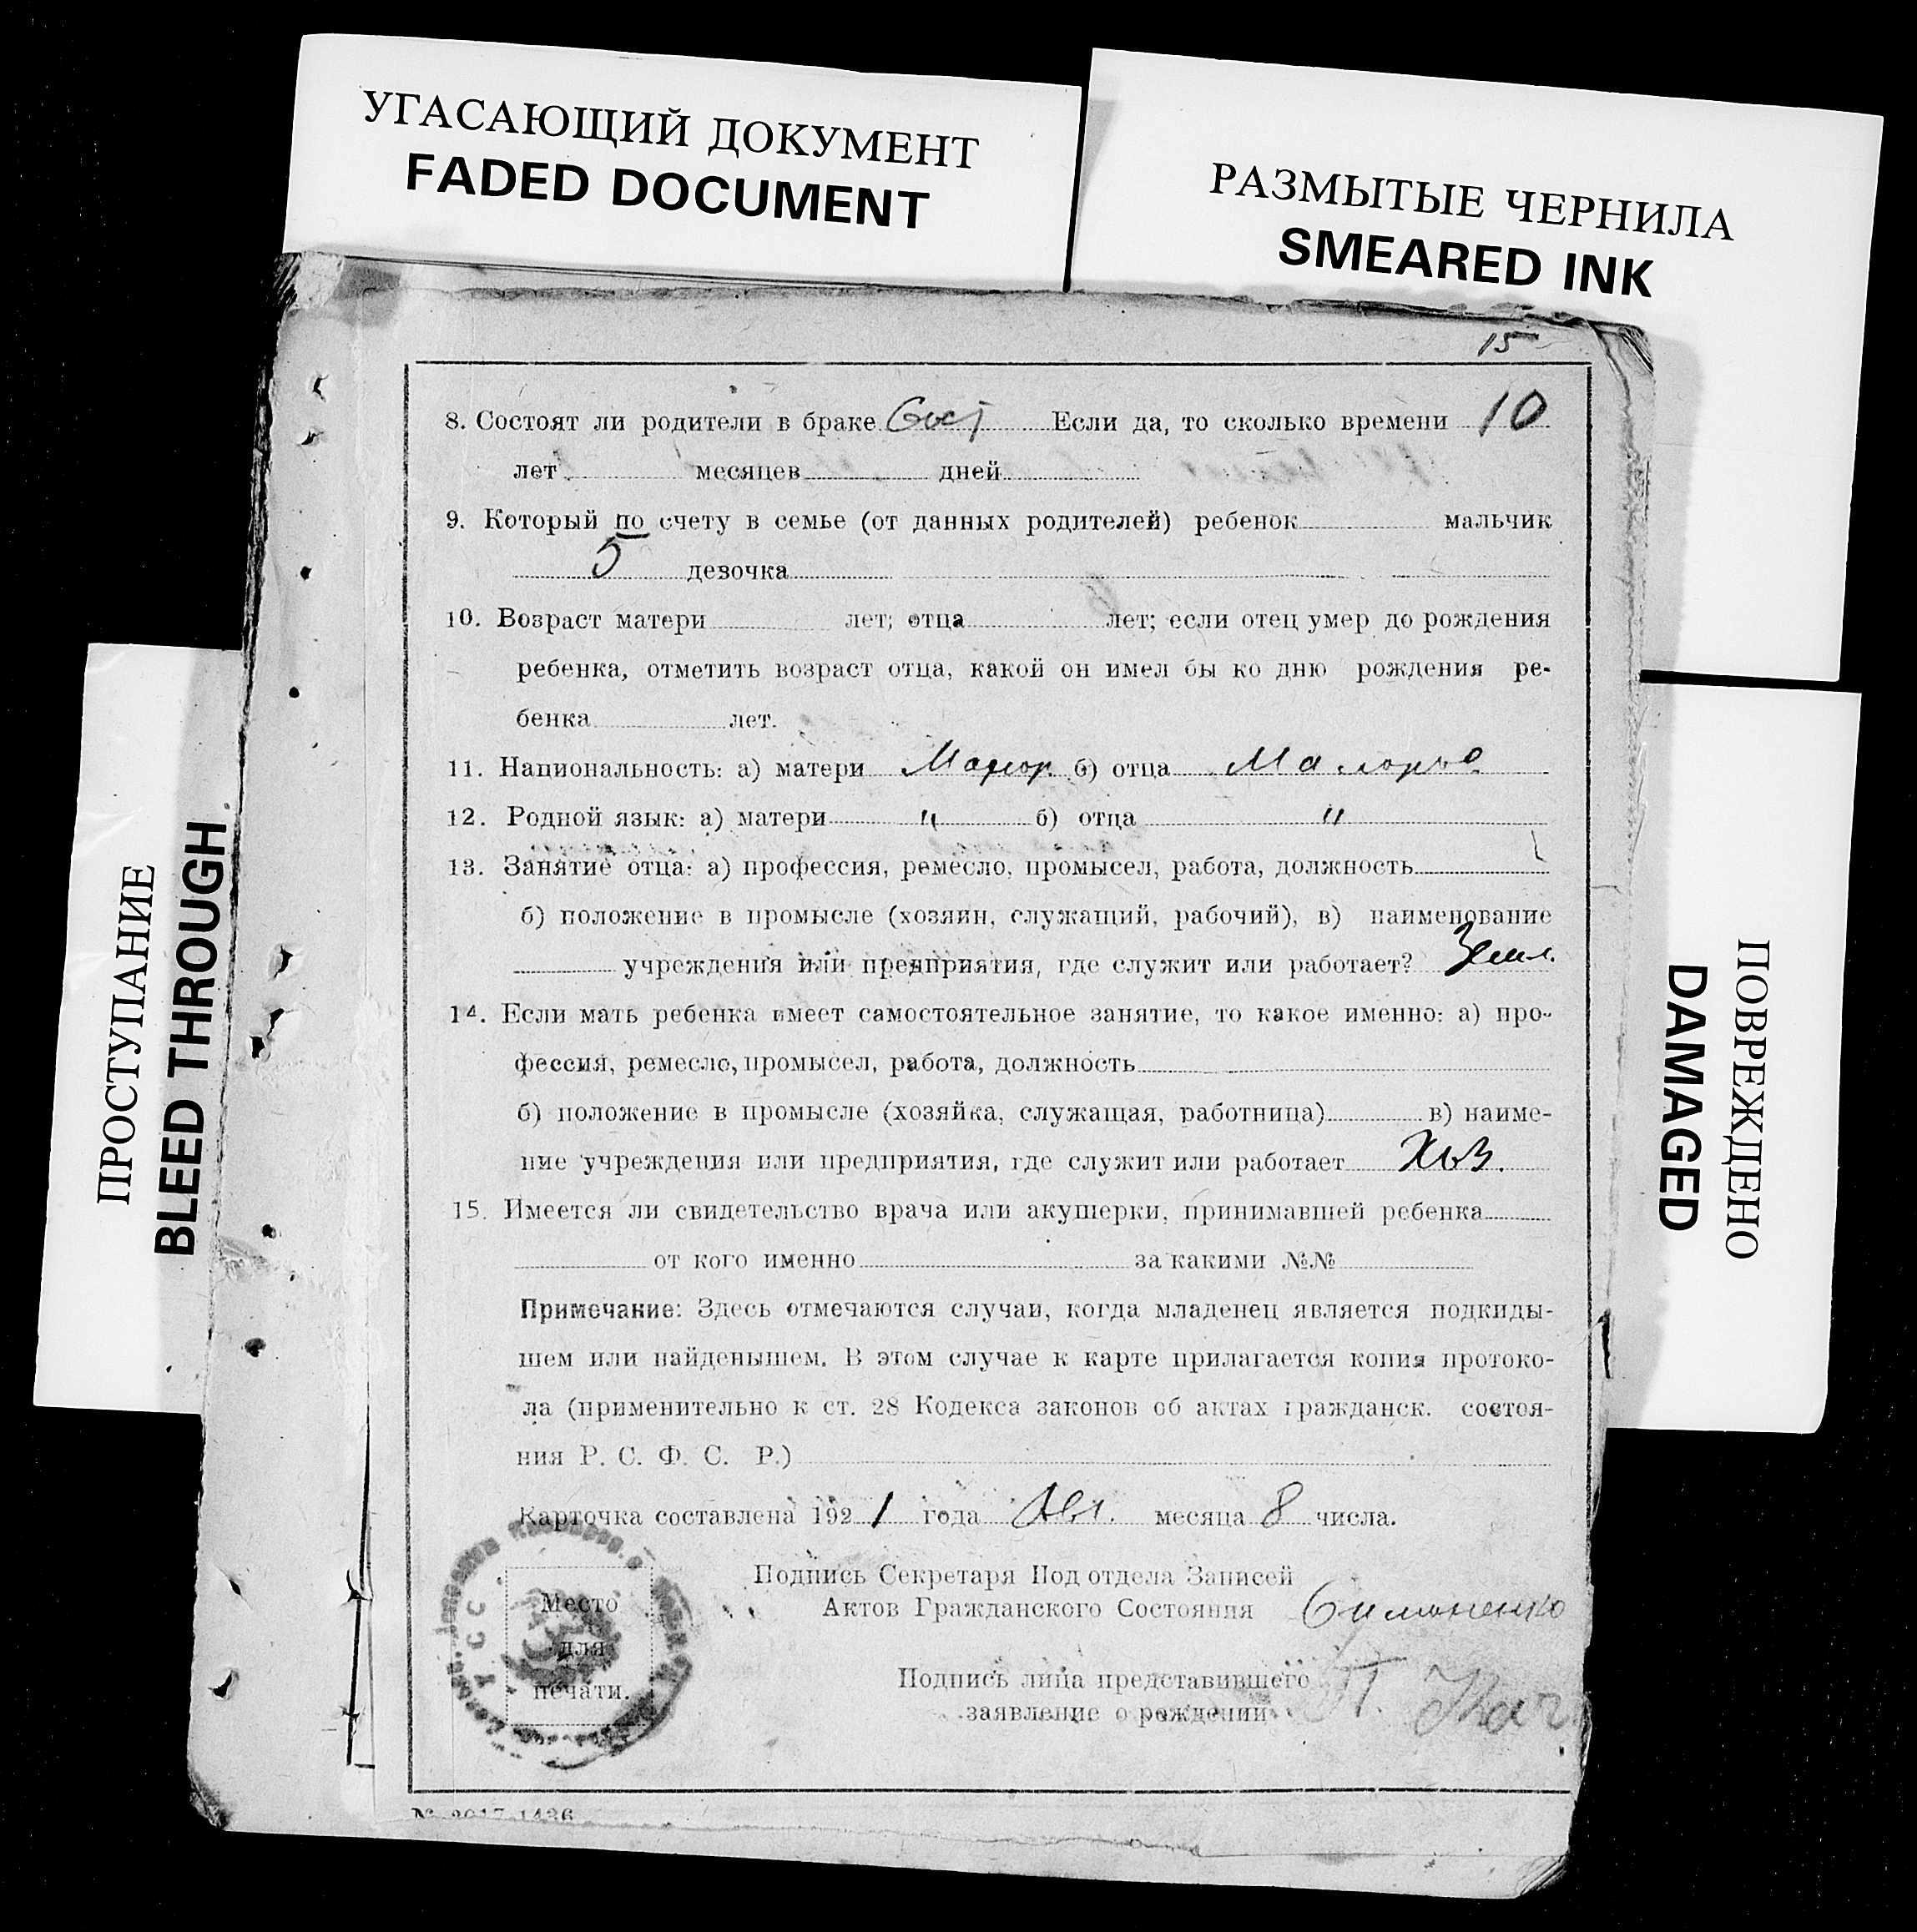 УГАСАЮЩИЙ ДОКУМЕНТ
FADED DOCUMENT
РАЗМЫТЫЕ ЧЕРНИЛА
SMEARED INK
15
8. Состоят ли родители в браке Сост Если да, то сколько времени 10
лет месяцев дней
9. Который по счету в семье (от данных родителей) ребенок мальчик
5 девочка
10. Возраст матери лет; отца лет; если отец умер до рождения
ребенка, отметить возраст отца, какой он имел бы ко дню рождения ре-
бенка лет.
11. Национальность: а) матери Малор. б) отца Малорос
12. Родной язык: а) матери " б) отца "
13. Занятие отца: а) профессия, ремесло, промысел, работа, должность
б) положение в промысле (хозяин, служащий, рабочий), в) наименование
учреждения или предприятия, где служит или работает?Земл.
14. Если мать ребенка имеет самостоятельное занятие, то какое именно: а) про-
фессия, ремесло, промысел, работа, должность
б) положение в промысле (хозяйка, служащая, работница) в) наиме-
ние учреждения или предприятия, где служит или работает Хоз.
15. Имеется ли свидетельство врача или акушерки, принимавшей ребенка
от кого именно за какими №№
Примечание: Здесь отмечаются случаи, когда младенец является подкиды-
шем или найденышем. В этом случае к карте прилагается копия протоко-
ла (применительно к ст. 28 Кодекса законов об актах гражданск. состоя-
ния Р. С. Ф. С. Р.)
Карточка составлена 1921 года Авг. месяца 8 числа.
Подпись Секретаря Под отдела Записей
Актов Гражданского Состояния Симоненко
Место
для
печати.
У С С
Подпись лица представившего
заявление о рождении П.
№ 2017-1436
ПРОСТУПАНИЕ
BLEED THROUGH
ПОВРЕЖДЕНО
DAMAGED